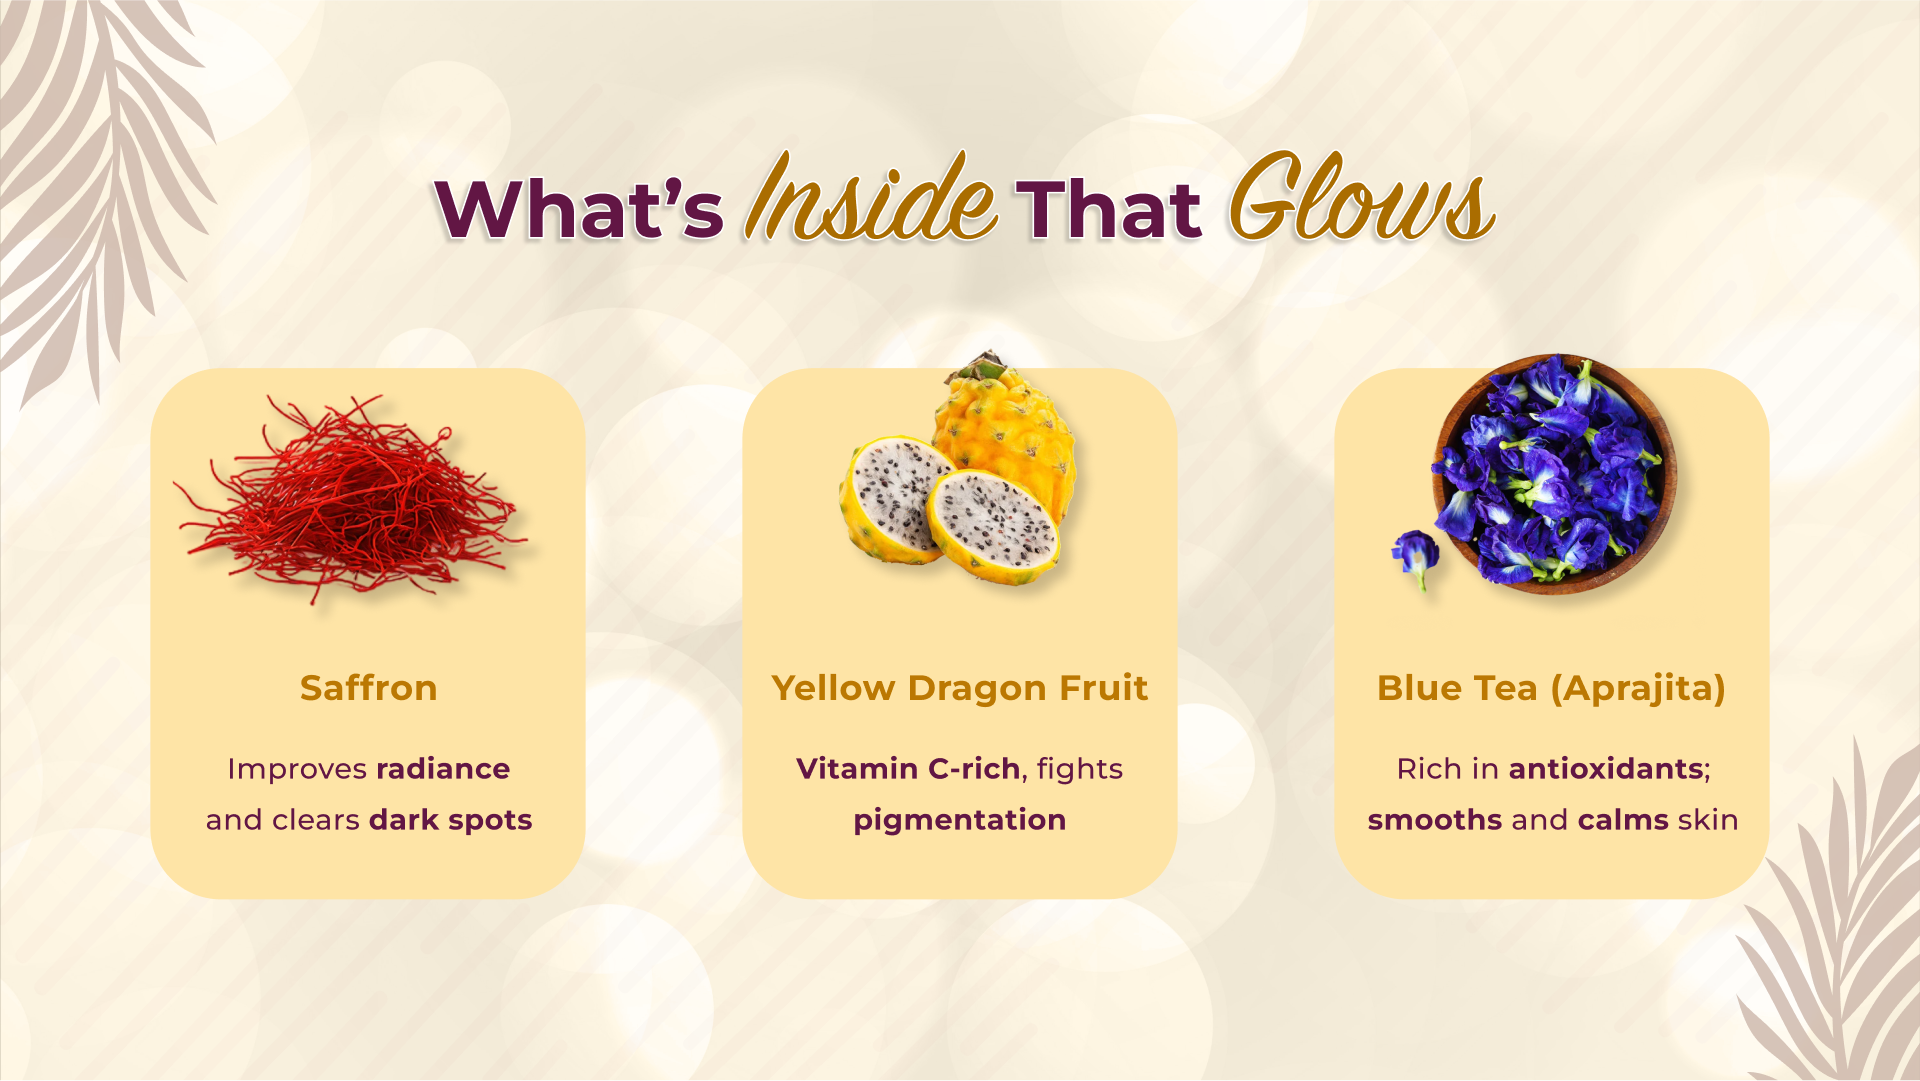 What's Inside That Glows
Saffron
Improves radiance
and clears dark spots
Yellow Dragon Fruit
Vitamin C-rich, fights
pigmentation
Blue Tea (Aprajita)
Rich in antioxidants;
smooths and calms skin